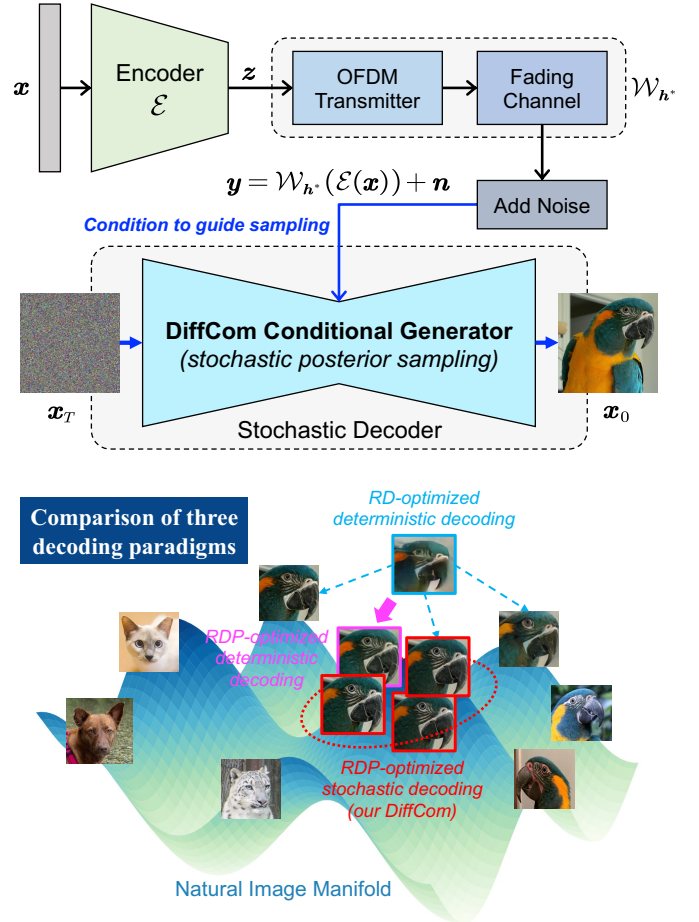 x
Encoder
ℰ
z
OFDM
Transmitter
Fading
Channel
𝒲ₕ*
y = 𝒲ₕ*(ℰ(x)) + n
Add Noise
Condition to guide sampling
DiffCom Conditional Generator
(stochastic posterior sampling)
x_T
x_0
Stochastic Decoder
Comparison of three
decoding paradigms
RD-optimized
deterministic decoding
RDP-optimized
deterministic
decoding
RDP-optimized
stochastic decoding
(our DiffCom)
Natural Image Manifold